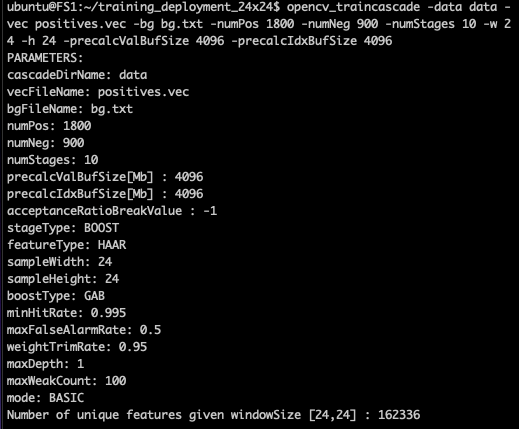 ubuntu@FS1:~/training_deployment_24x24$ opencv_traincascade -data data -
vec positives.vec -bg bg.txt -numPos 1800 -numNeg 900 -numStages 10 -w 2
4 -h 24 -precalcValBufSize 4096 -precalcIdxBufSize 4096
PARAMETERS:
cascadeDirName: data
vecFileName: positives.vec
bgFileName: bg.txt
numPos: 1800
numNeg: 900
numStages: 10
precalcValBufSize[Mb] : 4096
precalcIdxBufSize[Mb] : 4096
acceptanceRatioBreakValue : -1
stageType: BOOST
featureType: HAAR
sampleWidth: 24
sampleHeight: 24
boostType: GAB
minHitRate: 0.995
maxFalseAlarmRate: 0.5
weightTrimRate: 0.95
maxDepth: 1
maxWeakCount: 100
mode: BASIC
Number of unique features given windowSize [24,24] : 162336